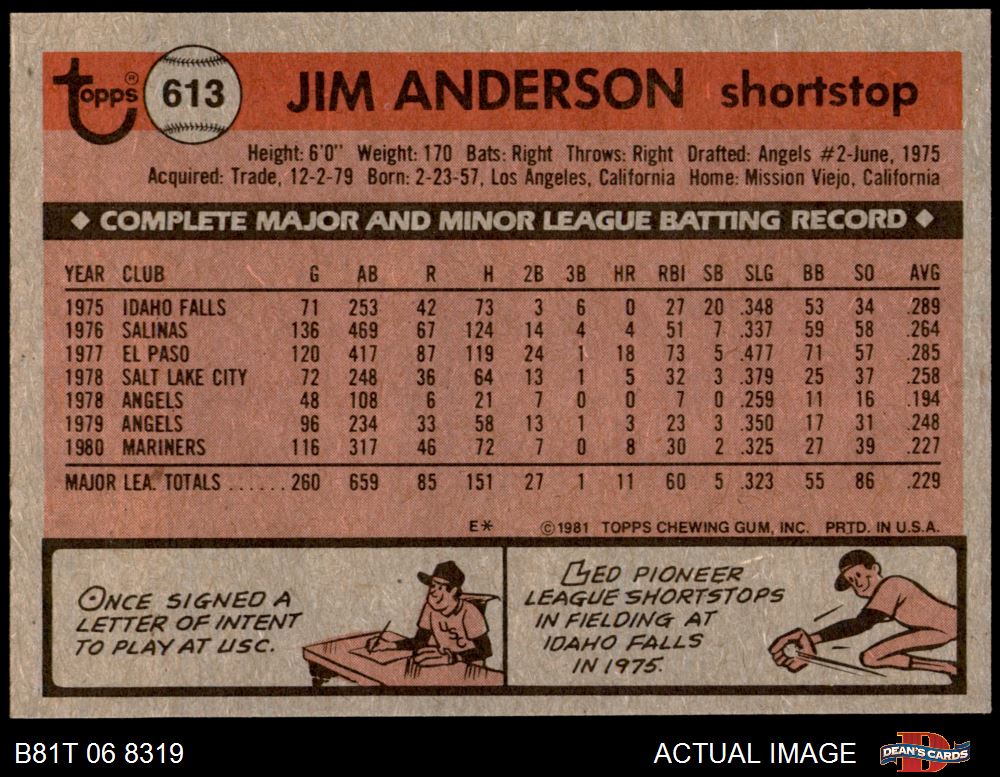 Topps® 613 JIM ANDERSON shortstop
Height: 6'0" Weight: 170 Bats: Right Throws: Right Drafted: Angels #2-June, 1975
Acquired: Trade, 12-2-79 Born: 2-23-57, Los Angeles, California Home: Mission Viejo, California
◆ COMPLETE MAJOR AND MINOR LEAGUE BATTING RECORD ◆
YEAR CLUB G AB R H 2B 3B HR RBI SB SLG BB SO AVG
1975 IDAHO FALLS 71 253 42 73 3 6 0 27 20 .348 53 34 .289
1976 SALINAS 136 469 67 124 14 4 4 51 7 .337 59 58 .264
1977 EL PASO 120 417 87 119 24 1 18 73 5 .477 71 57 .285
1978 SALT LAKE CITY 72 248 36 64 13 1 5 32 3 .379 25 37 .258
1978 ANGELS 48 108 6 21 7 0 0 7 0 .259 11 16 .194
1979 ANGELS 96 234 33 58 13 1 3 23 3 .350 17 31 .248
1980 MARINERS 116 317 46 72 7 0 8 30 2 .325 27 39 .227
MAJOR LEA. TOTALS ...... 260 659 85 151 27 1 11 60 5 .323 55 86 .229
E* ©1981 TOPPS CHEWING GUM, INC. PRTD. IN U.S.A.
ONCE SIGNED A
LETTER OF INTENT
TO PLAY AT USC.
USC
LED PIONEER
LEAGUE SHORTSTOPS
IN FIELDING AT
IDAHO FALLS
IN 1975.
B81T 06 8319 ACTUAL IMAGE DEAN'S CARDS